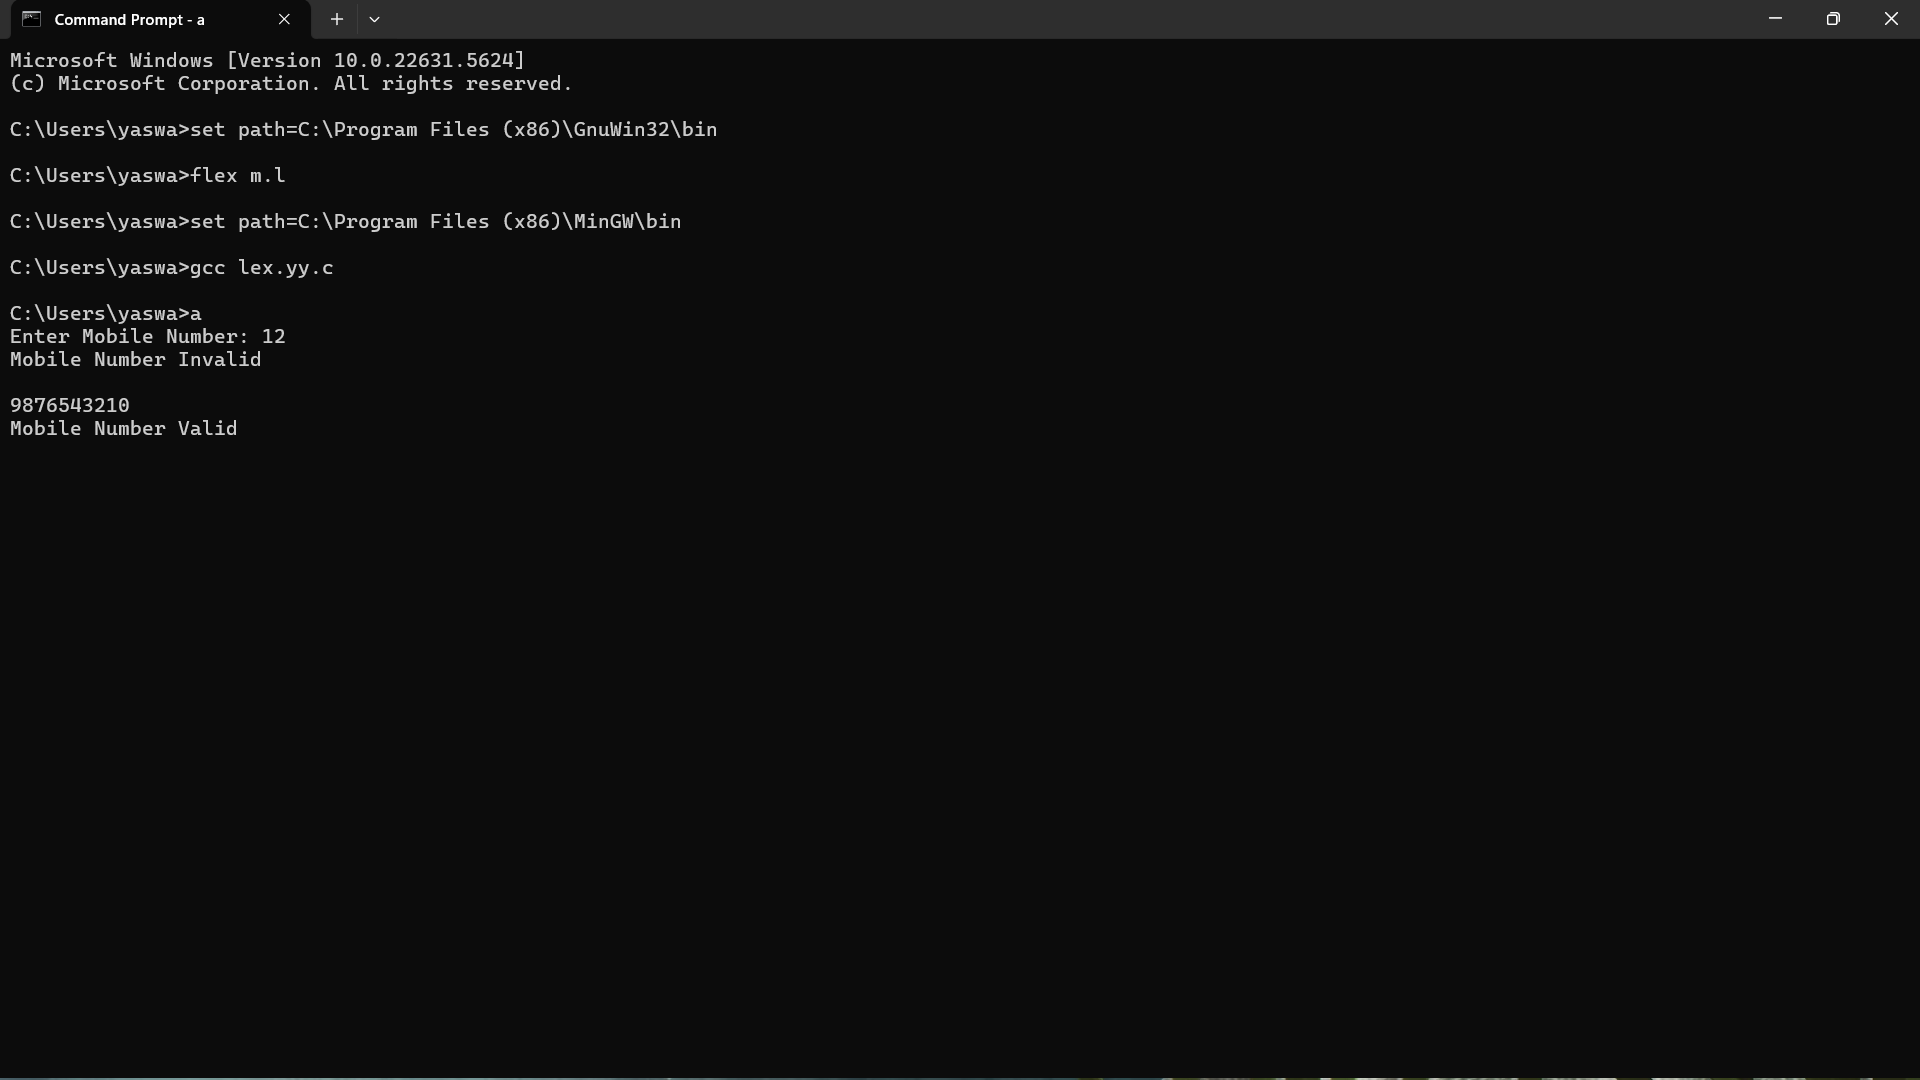 Command Prompt - a
Microsoft Windows [Version 10.0.22631.5624]
(c) Microsoft Corporation. All rights reserved.
C:\Users\yaswa>set path=C:\Program Files (x86)\GnuWin32\bin
C:\Users\yaswa>flex m.l
C:\Users\yaswa>set path=C:\Program Files (x86)\MinGW\bin
C:\Users\yaswa>gcc lex.yy.c
C:\Users\yaswa>a
Enter Mobile Number: 12
Mobile Number Invalid
9876543210
Mobile Number Valid